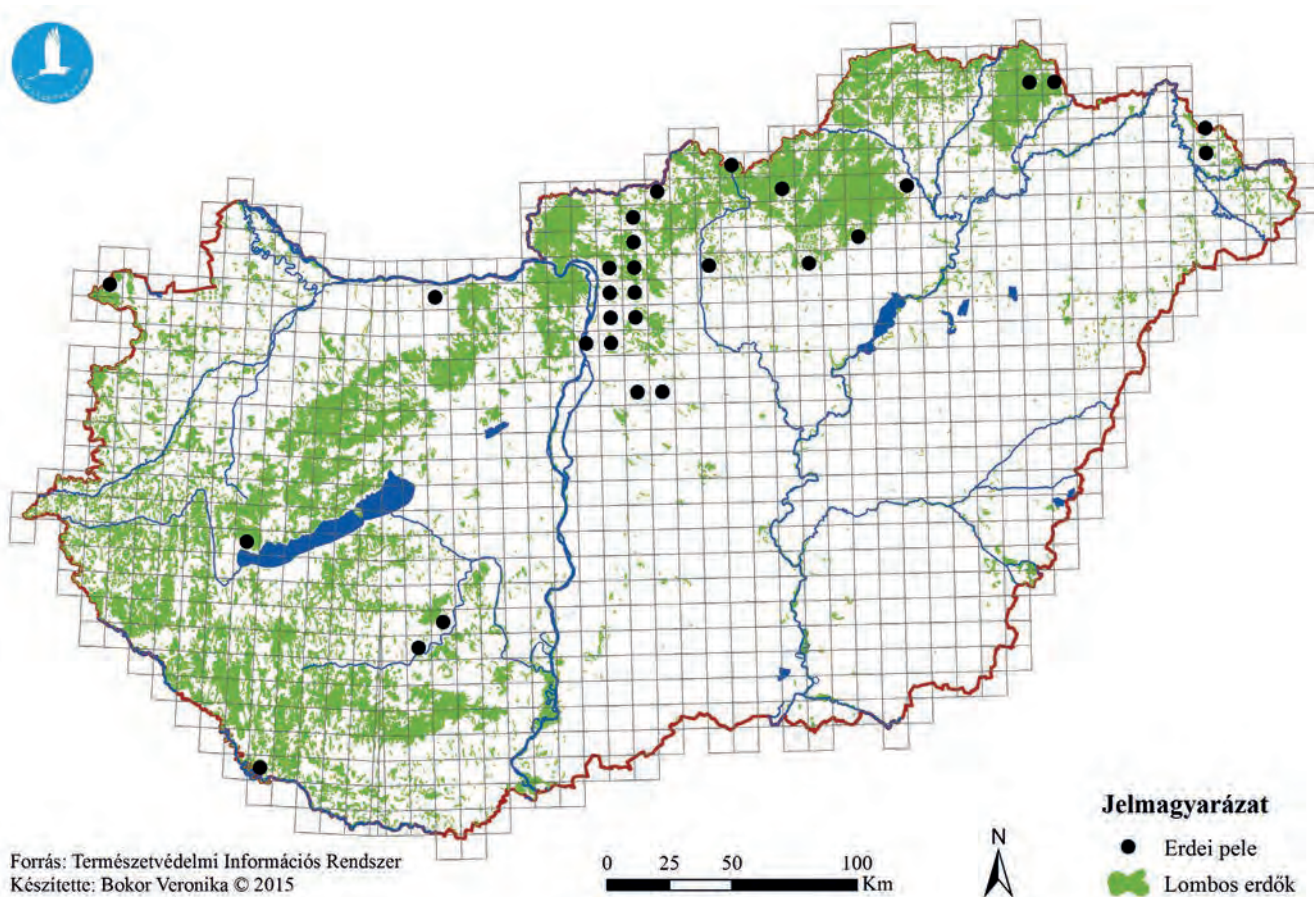 Forrás: Természetvédelmi Információs Rendszer
Készítette: Bokor Veronika © 2015
0 25 50 100
Km
N
Jelmagyarázat
Erdei pele
Lombos erdők